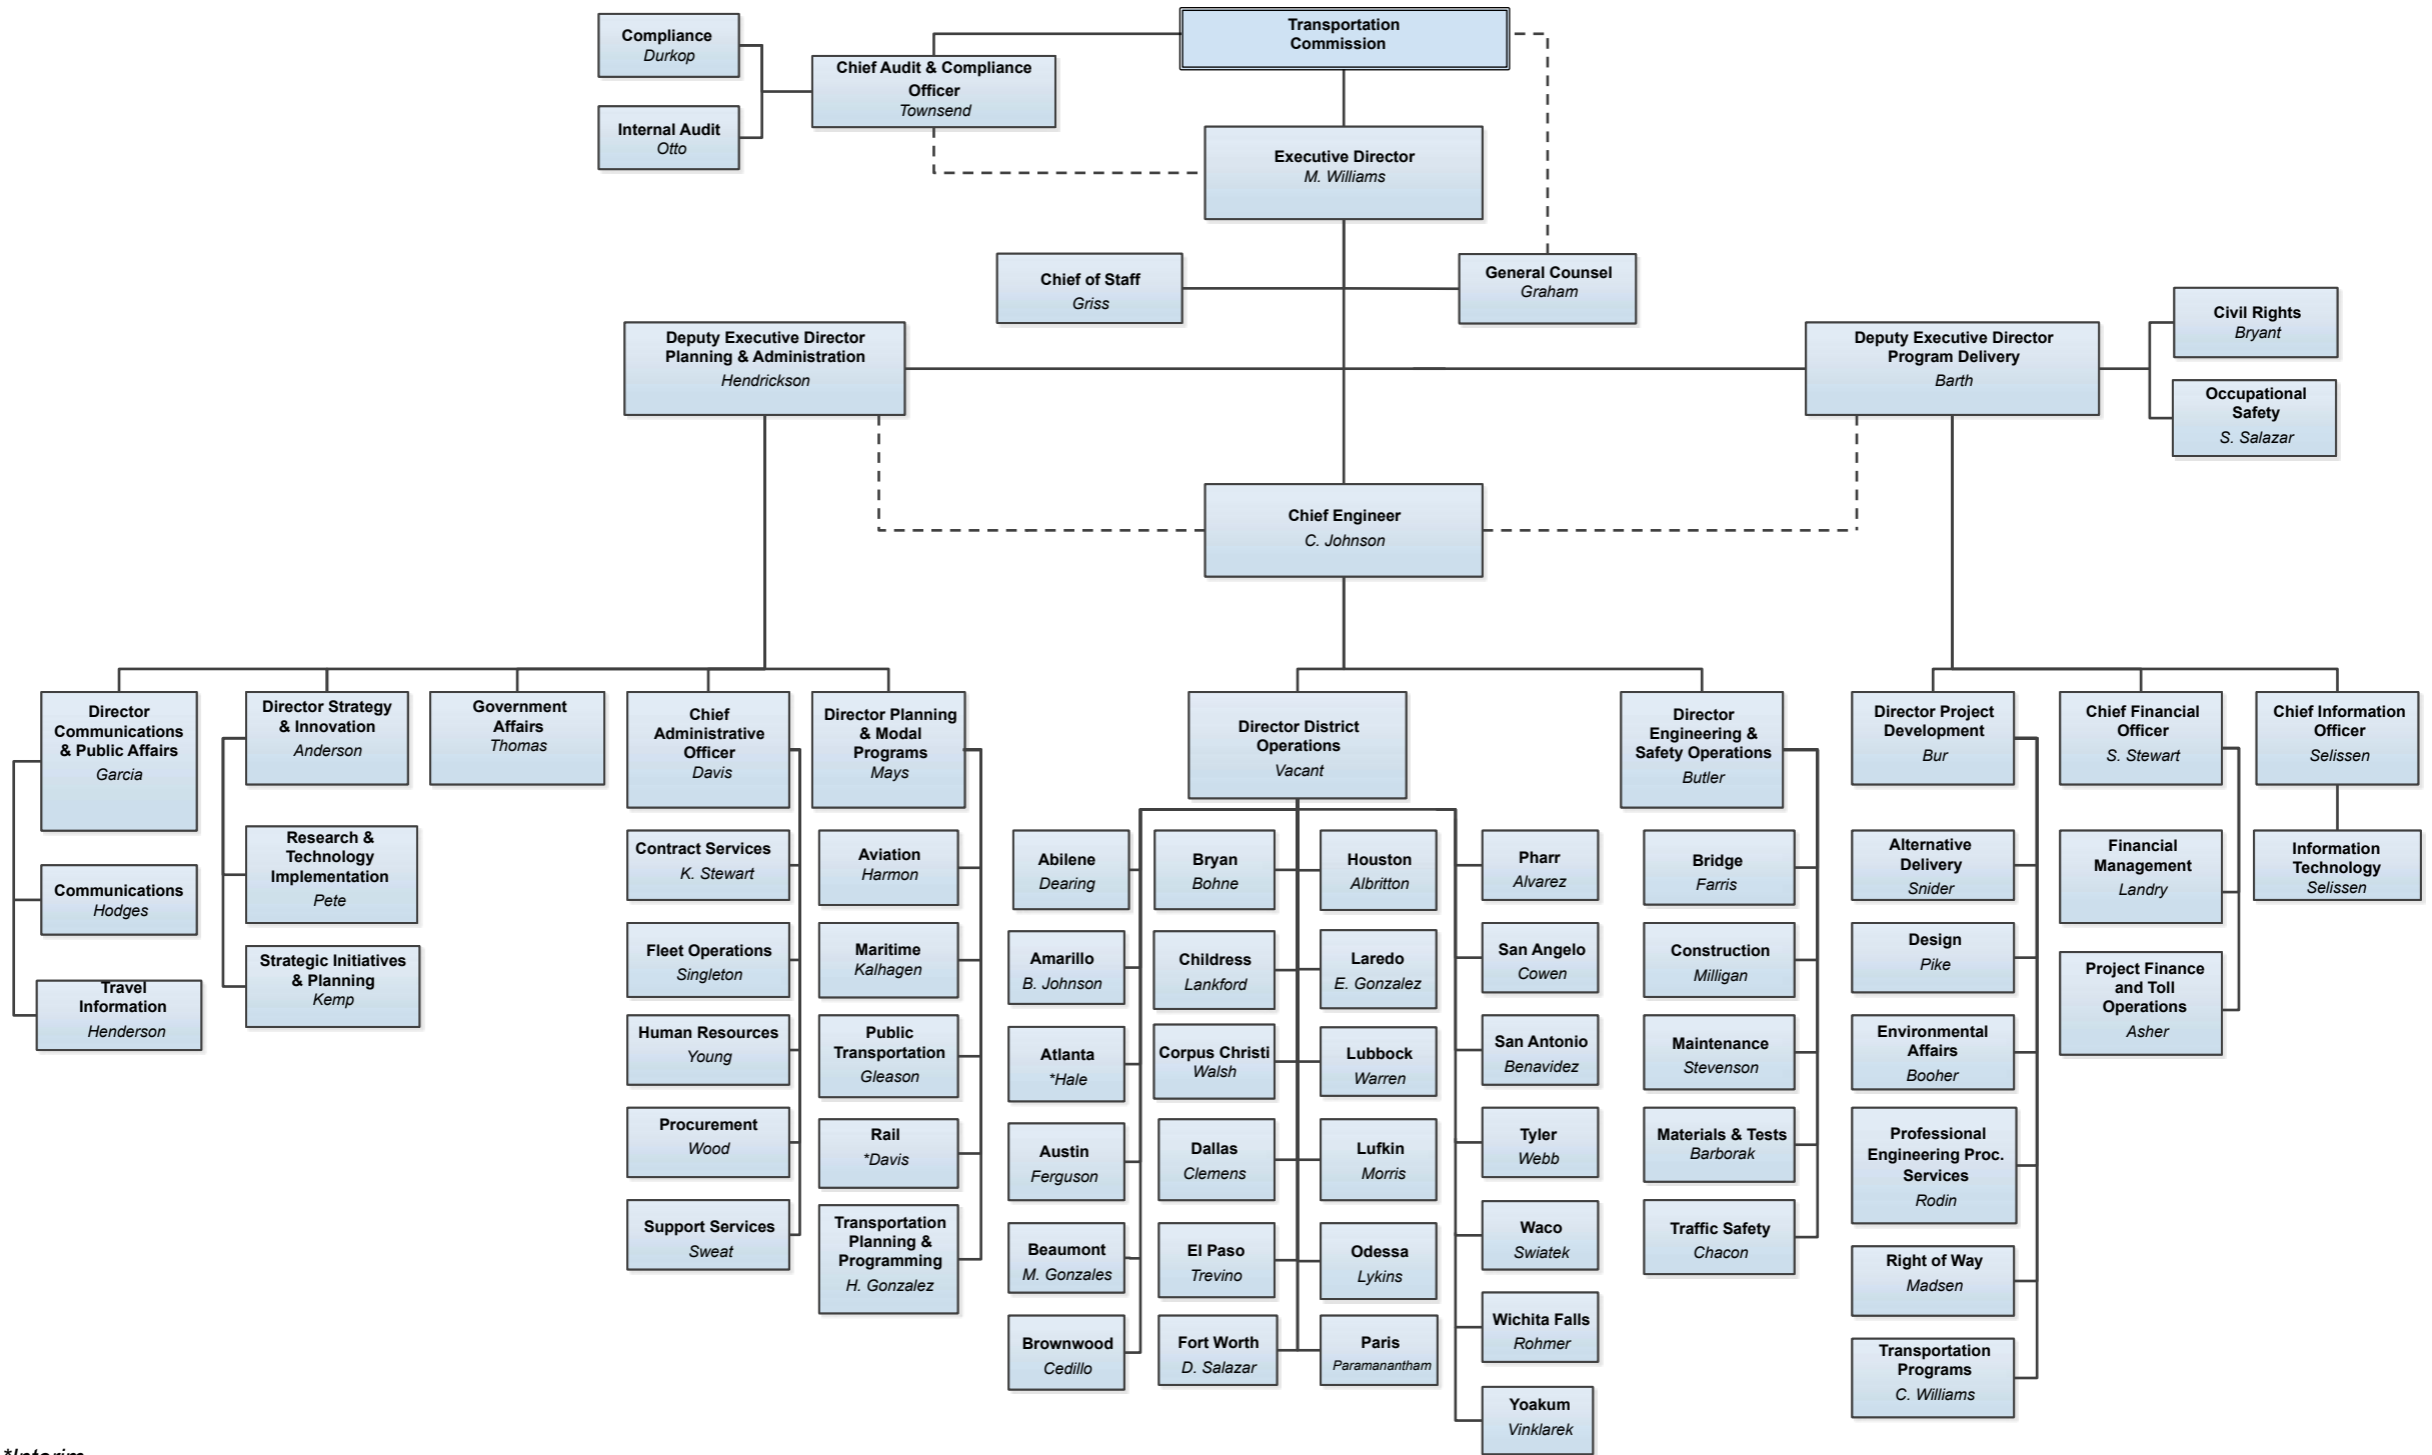 Transportation
Commission
Compliance
Durkop
Chief Audit & Compliance
Officer
Townsend
Internal Audit
Otto
Executive Director
M. Williams
Chief of Staff
Griss
General Counsel
Graham
Deputy Executive Director
Planning & Administration
Hendrickson
Deputy Executive Director
Program Delivery
Barth
Civil Rights
Bryant
Occupational
Safety
S. Salazar
Chief Engineer
C. Johnson
Director
Communications
& Public Affairs
Garcia
Communications
Hodges
Travel
Information
Henderson
Director Strategy
& Innovation
Anderson
Research &
Technology
Implementation
Pete
Strategic Initiatives
& Planning
Kemp
Government
Affairs
Thomas
Chief
Administrative
Officer
Davis
Contract Services
K. Stewart
Fleet Operations
Singleton
Human Resources
Young
Procurement
Wood
Support Services
Sweat
Director Planning
& Modal
Programs
Mays
Aviation
Harmon
Maritime
Kalhagen
Public
Transportation
Gleason
Rail
*Davis
Transportation
Planning &
Programming
H. Gonzalez
Director District
Operations
Vacant
Abilene
Dearing
Amarillo
B. Johnson
Atlanta
*Hale
Austin
Ferguson
Beaumont
M. Gonzales
Brownwood
Cedillo
Bryan
Bohne
Childress
Lankford
Corpus Christi
Walsh
Dallas
Clemens
El Paso
Trevino
Fort Worth
D. Salazar
Houston
Albritton
Laredo
E. Gonzalez
Lubbock
Warren
Lufkin
Morris
Odessa
Lykins
Paris
Paramanantham
Pharr
Alvarez
San Angelo
Cowen
San Antonio
Benavidez
Tyler
Webb
Waco
Swiatek
Wichita Falls
Rohmer
Yoakum
Vinklarek
Director
Engineering &
Safety Operations
Butler
Bridge
Farris
Construction
Milligan
Maintenance
Stevenson
Materials & Tests
Barborak
Traffic Safety
Chacon
Director Project
Development
Bur
Alternative
Delivery
Snider
Design
Pike
Environmental
Affairs
Booher
Professional
Engineering Proc.
Services
Rodin
Right of Way
Madsen
Transportation
Programs
C. Williams
Chief Financial
Officer
S. Stewart
Financial
Management
Landry
Project Finance
and Toll
Operations
Asher
Chief Information
Officer
Selissen
Information
Technology
Selissen
*Interim